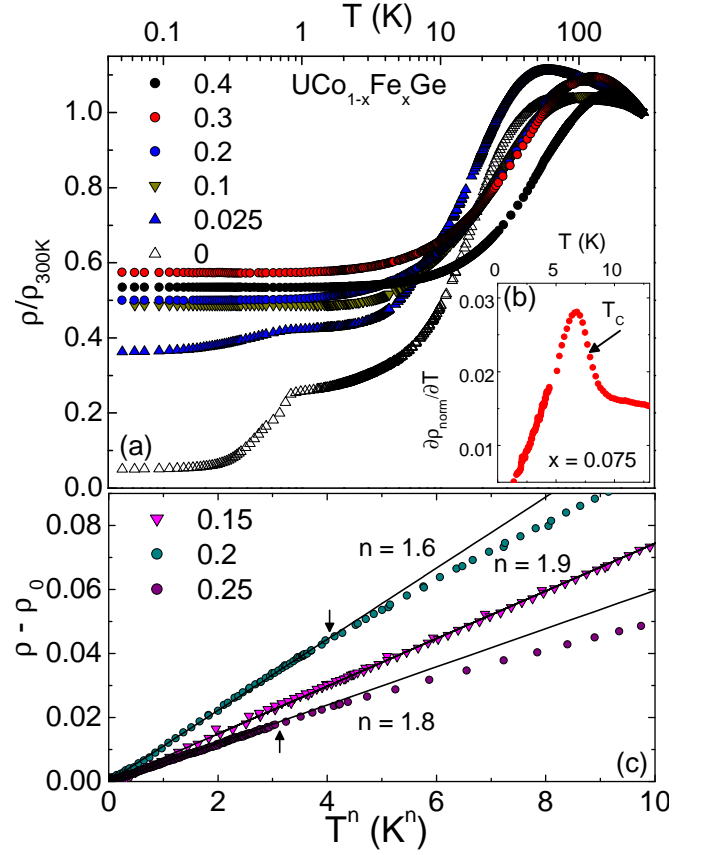 T (K)
0.1 1 10 100
UCo1-xFexGe
0.4
0.3
0.2
0.1
0.025
0
1.0
0.8
0.6
0.4
0.2
0.0
ρ/ρ300K
(a)
T (K)
0 5 10
(b)
0.03
0.02
0.01
∂ρnorm/∂T
TC
x = 0.075
0.15
0.2
0.25
n = 1.6
n = 1.9
n = 1.8
0.08
0.06
0.04
0.02
0.00
ρ - ρ0
(c)
0 2 4 6 8 10
Tn (Kn)